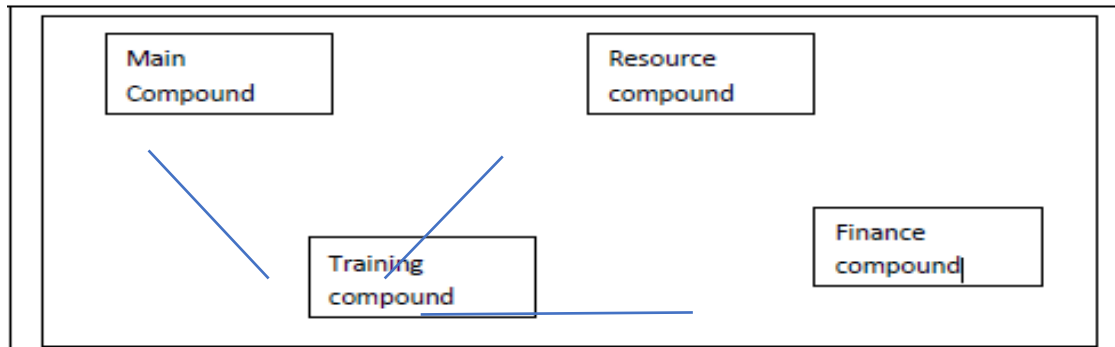 Main
Compound
Resource
compound
Training
compound
Finance
compound